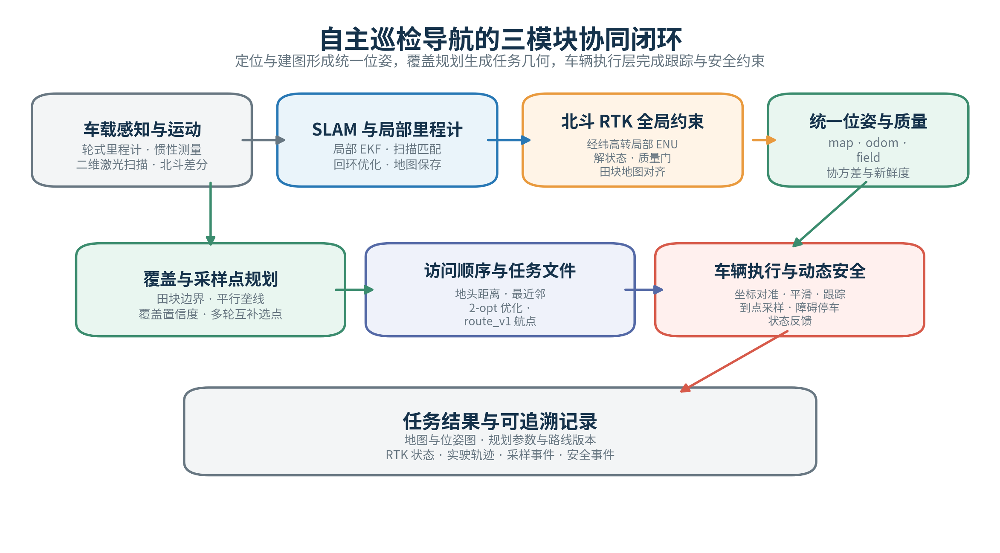 自主巡检导航的三模块协同闭环
定位与建图形成统一位姿，覆盖规划生成任务几何，车辆执行层完成跟踪与安全约束
车载感知与运动
轮式里程计 · 惯性测量
二维激光扫描 · 北斗差分
SLAM 与局部里程计
局部 EKF · 扫描匹配
回环优化 · 地图保存
北斗 RTK 全局约束
经纬高转局部 ENU
解状态 · 质量门
田块地图对齐
统一位姿与质量
map · odom ·
field
协方差与新鲜度
覆盖与采样点规划
田块边界 · 平行垄线
覆盖置信度 · 多轮互补选点
访问顺序与任务文件
地头距离 · 最近邻
2-opt 优化 ·
route_v1 航点
车辆执行与动态安全
坐标对准 · 平滑 · 跟踪
到点采样 · 障碍停车
状态反馈
任务结果与可追溯记录
地图与位姿图 · 规划参数与路线版本
RTK 状态 · 实驶轨迹 · 采样事件 · 安全事件